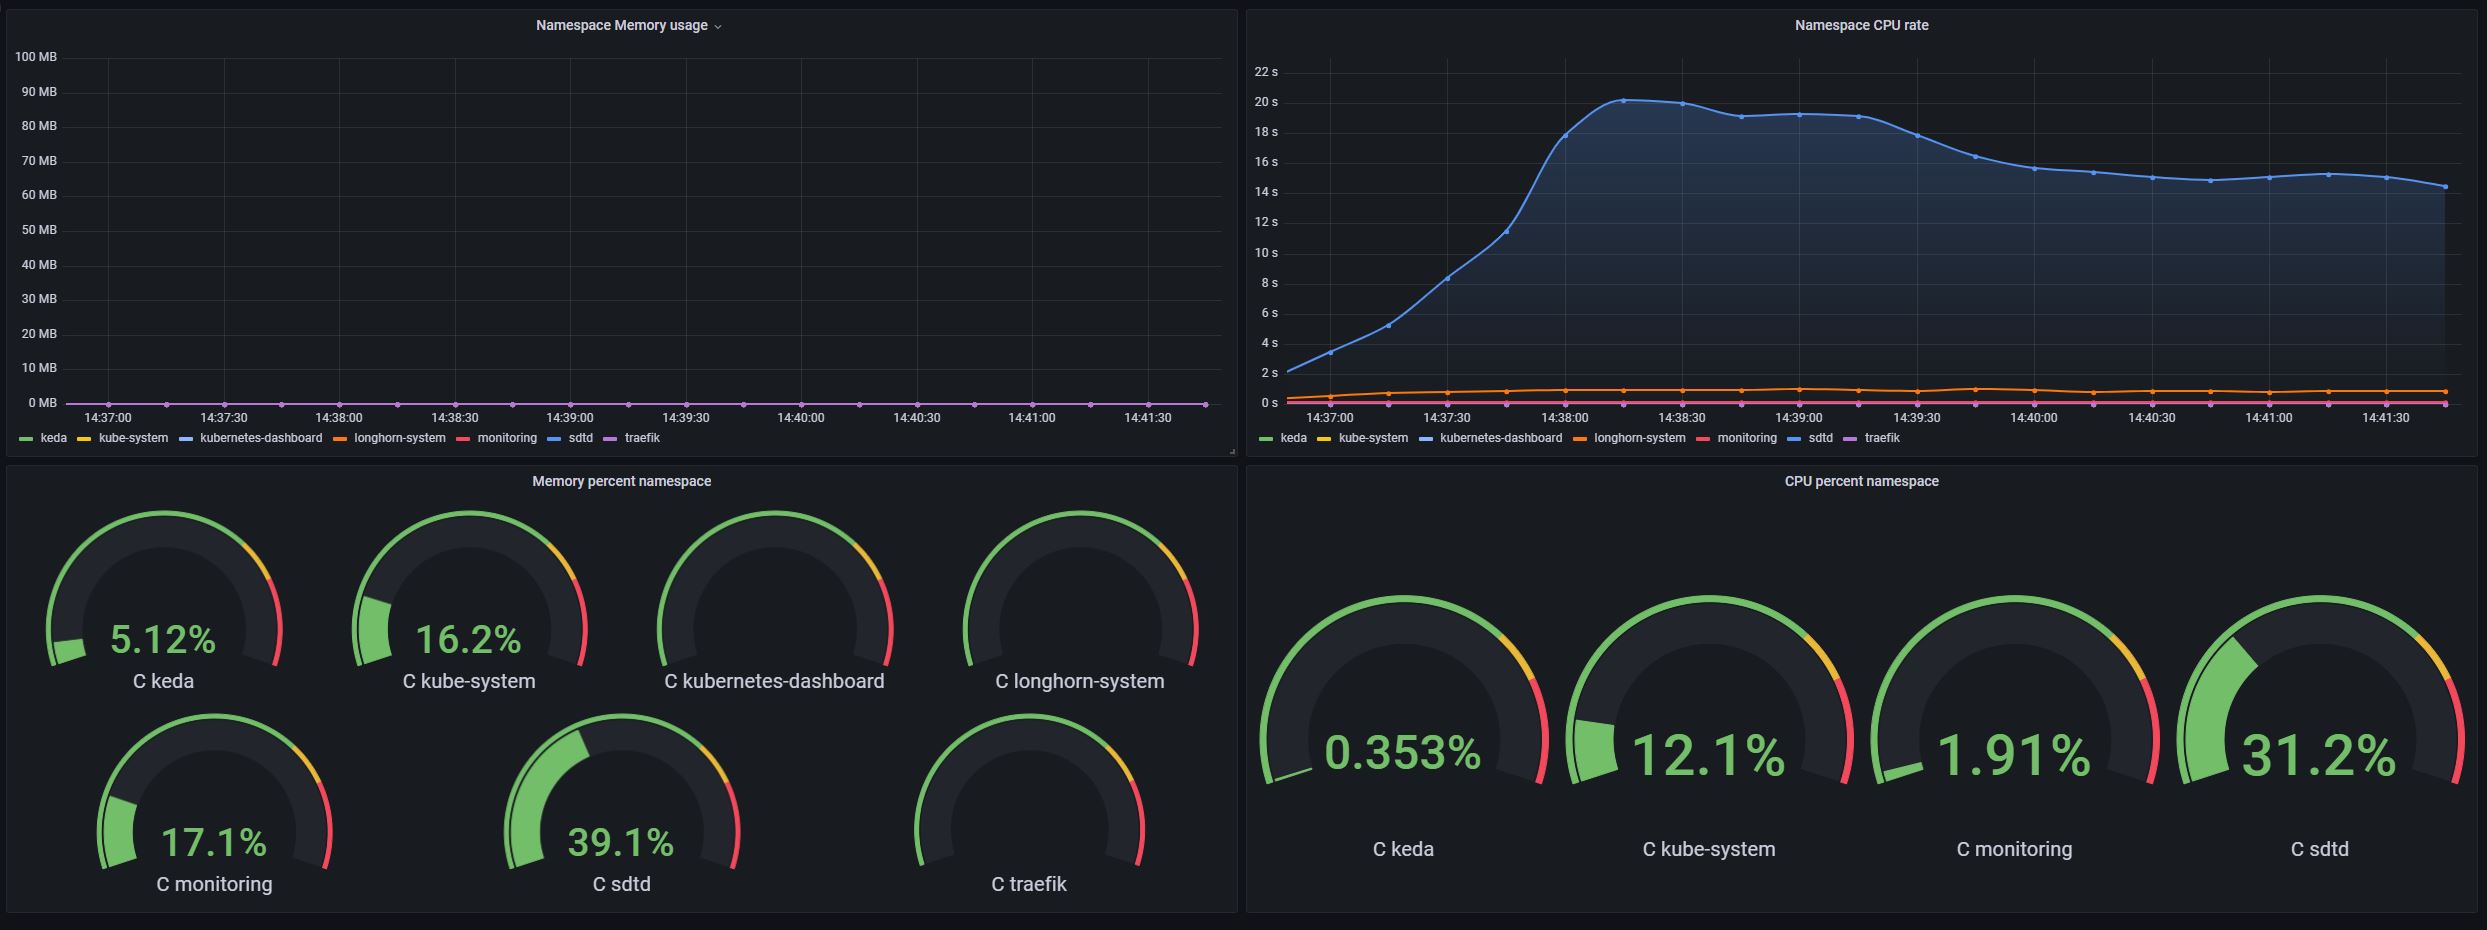 Namespace Memory usage
100 MB
90 MB
80 MB
70 MB
60 MB
50 MB
40 MB
30 MB
20 MB
10 MB
0 MB
14:37:00 14:37:30 14:38:00 14:38:30 14:39:00 14:39:30 14:40:00 14:40:30 14:41:00 14:41:30
keda kube-system kubernetes-dashboard longhorn-system monitoring sdtd traefik
Namespace CPU rate
22 s
20 s
18 s
16 s
14 s
12 s
10 s
8 s
6 s
4 s
2 s
0 s
14:37:00 14:37:30 14:38:00 14:38:30 14:39:00 14:39:30 14:40:00 14:40:30 14:41:00 14:41:30
keda kube-system kubernetes-dashboard longhorn-system monitoring sdtd traefik
Memory percent namespace
5.12% 16.2%
C keda C kube-system C kubernetes-dashboard C longhorn-system
17.1% 39.1%
C monitoring C sdtd C traefik
CPU percent namespace
0.353% 12.1% 1.91% 31.2%
C keda C kube-system C monitoring C sdtd